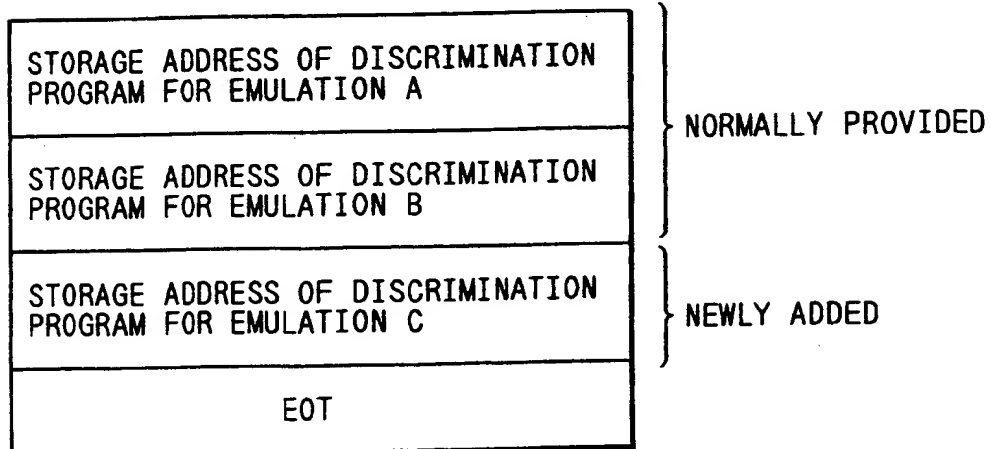 STORAGE ADDRESS OF DISCRIMINATION
PROGRAM FOR EMULATION A
NORMALLY PROVIDED
STORAGE ADDRESS OF DISCRIMINATION
PROGRAM FOR EMULATION B
STORAGE ADDRESS OF DISCRIMINATION
PROGRAM FOR EMULATION C
NEWLY ADDED
EOT